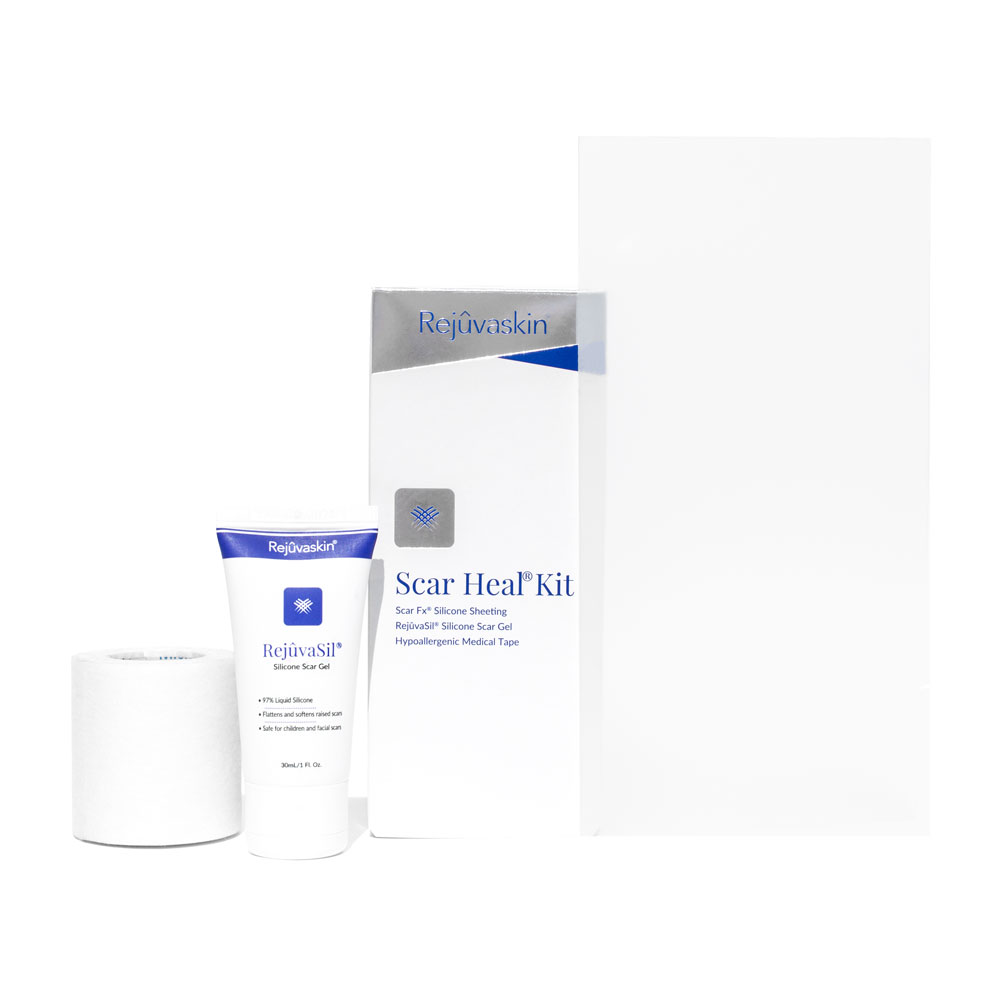 Rejûvaskin
Scar Heal® Kit
Scar Fx® Silicone Sheeting
RejûvaSil® Silicone Scar Gel
Hypoallergenic Medical Tape
Rejûvaskin®
RejûvaSil®
Silicone Scar Gel
• 97% Liquid Silicone
• Flattens and softens raised scars
• Safe for children and facial scars
30mL/1 Fl. Oz.